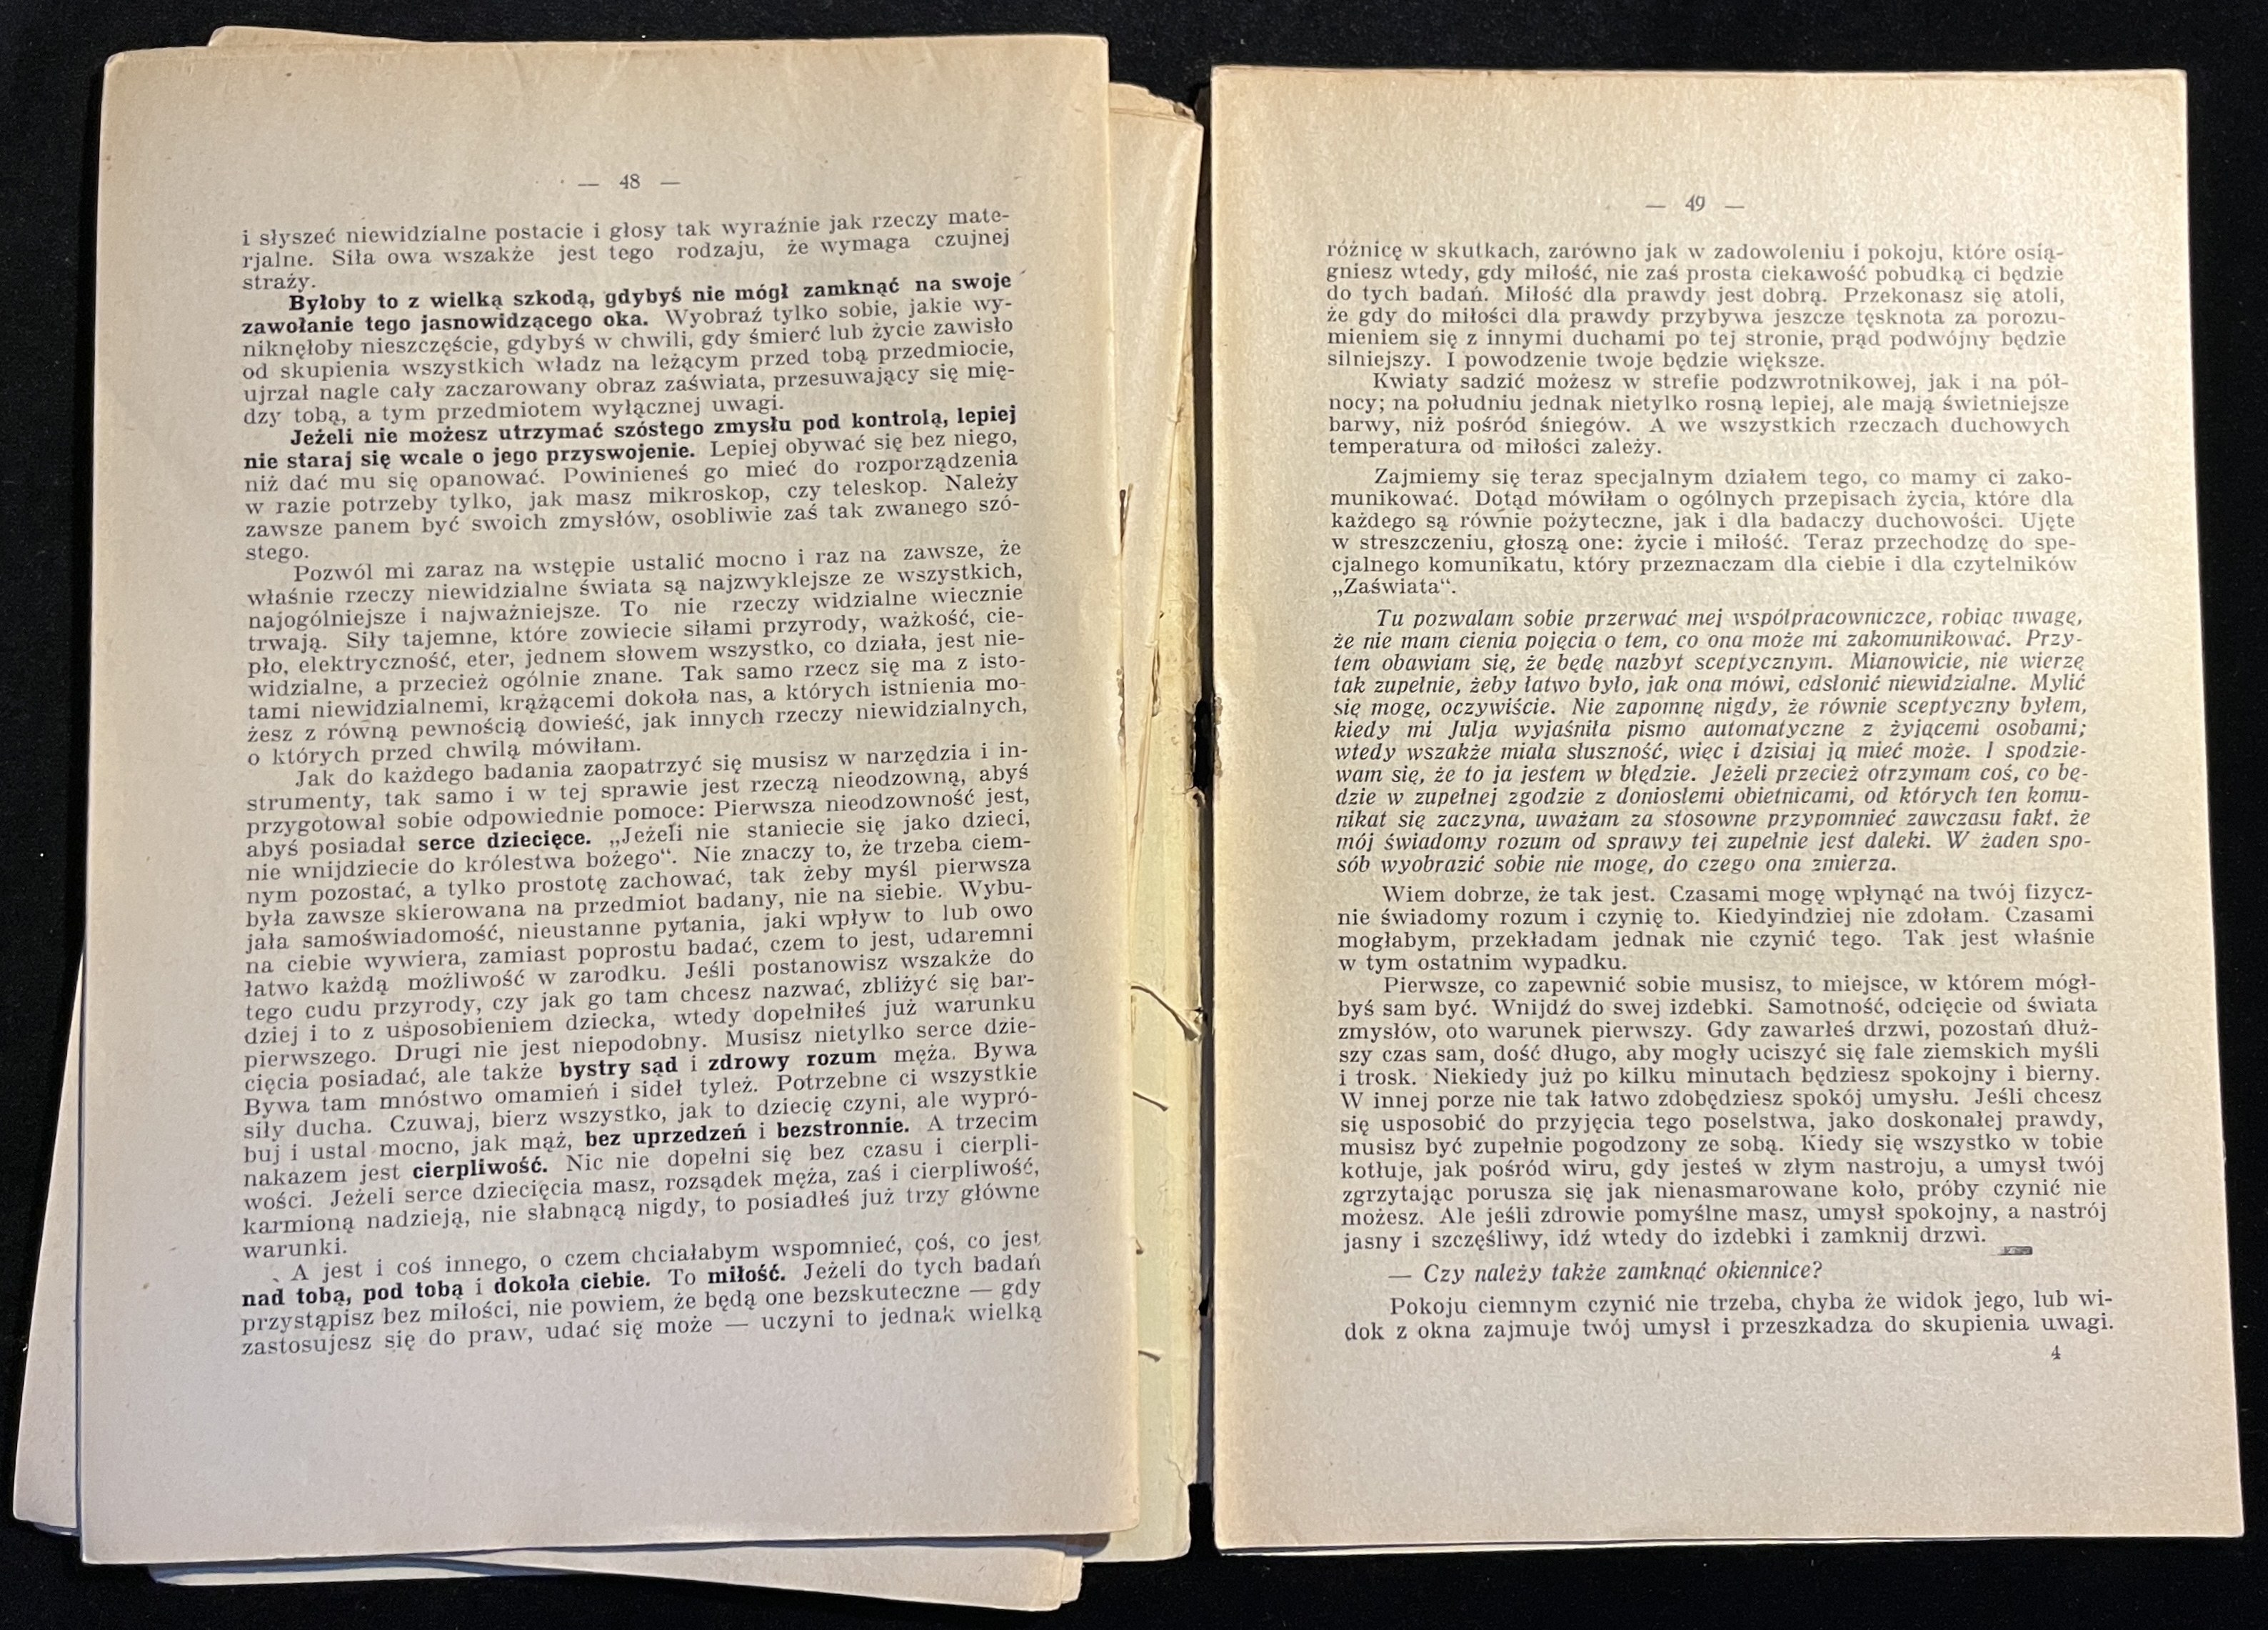 — 48 —
i słyszeć niewidzialne postacie i głosy tak wyraźnie jak rzeczy mate-
rjalne. Siła owa wszakże jest tego rodzaju, że wymaga czujnej
straży.
Byłoby to z wielką szkodą, gdybyś nie mógł zamknąć na swoje
zawołanie tego jasnowidzącego oka. Wyobraź tylko sobie, jakie wy-
niknęłoby nieszczęście, gdybyś w chwili, gdy śmierć lub życie zawisło
od skupienia wszystkich władz na leżącym przed tobą przedmiocie,
ujrzał nagle cały zaczarowany obraz zaświata, przesuwający się mię-
dzy tobą, a tym przedmiotem wyłącznej uwagi.
Jeżeli nie możesz utrzymać szóstego zmysłu pod kontrolą, lepiej
nie staraj się wcale o jego przyswojenie. Lepiej obywać się bez niego,
niż dać mu się opanować. Powinieneś go mieć do rozporządzenia
w razie potrzeby tylko, jak masz mikroskop, czy teleskop. Należy
zawsze panem być swoich zmysłów, osobliwie zaś tak zwanego szó-
stego.
Pozwól mi zaraz na wstępie ustalić mocno i raz na zawsze, że
właśnie rzeczy niewidzialne świata są najzwyklejsze ze wszystkich,
najogólniejsze i najważniejsze. To nie rzeczy widzialne wiecznie
trwają. Siły tajemne, które zowiecie siłami przyrody, ważkość, cie-
pło, elektryczność, eter, jednem słowem wszystko, co działa, jest nie-
widzialne, a przecież ogólnie znane. Tak samo rzecz się ma z isto-
tami niewidzialnemi, krążącemi dokoła nas, a których istnienia mo-
żesz z równą pewnością dowieść, jak innych rzeczy niewidzialnych,
o których przed chwilą mówiłam.
Jak do każdego badania zaopatrzyć się musisz w narzędzia i in-
strumenty, tak samo i w tej sprawie jest rzeczą nieodzowną, abyś
przygotował sobie odpowiednie pomoce: Pierwsza nieodzowność jest,
abyś posiadał serce dziecięce. „Jeżeli nie staniecie się jako dzieci,
nie wnijdziecie do królestwa bożego“. Nie znaczy to, że trzeba ciem-
nym pozostać, a tylko prostotę zachować, tak żeby myśl pierwsza
była zawsze skierowana na przedmiot badany, nie na siebie. Wybu-
jała samoświadomość, nieustanne pytania, jaki wpływ to lub owo
na ciebie wywiera, zamiast poprostu badać, czem to jest, udaremni
łatwo każdą możliwość w zarodku. Jeśli postanowisz wszakże do
tego cudu przyrody, czy jak go tam chcesz nazwać, zbliżyć się bar-
dziej i to z usposobieniem dziecka, wtedy dopełniłeś już warunku
pierwszego. Drugi nie jest niepodobny. Musisz nietylko serce dzie-
cięcia posiadać, ale także bystry sąd i zdrowy rozum męża. Bywa
Bywa tam mnóstwo omamień i sideł tyleż. Potrzebne ci wszystkie
siły ducha. Czuwaj, bierz wszystko, jak to dziecię czyni, ale wypró-
buj i ustal mocno, jak mąż, bez uprzedzeń i bezstronnie. A trzecim
nakazem jest cierpliwość. Nic nie dopełni się bez czasu i cierpli-
wości. Jeżeli serce dziecięcia masz, rozsądek męża, zaś i cierpliwość,
karmioną nadzieją, nie słabnącą nigdy, to posiadłeś już trzy główne
warunki.
A jest i coś innego, o czem chciałabym wspomnieć, coś, co jest
nad tobą, pod tobą i dokoła ciebie. To miłość. Jeżeli do tych badań
przystąpisz bez miłości, nie powiem, że będą one bezskuteczne — gdy
zastosujesz się do praw, udać się może — uczyni to jednak wielką
— 49 —
różnicę w skutkach, zarówno jak w zadowoleniu i pokoju, które osią-
gniesz wtedy, gdy miłość, nie zaś prosta ciekawość pobudką ci będzie
do tych badań. Miłość dla prawdy jest dobrą. Przekonasz się atoli,
że gdy do miłości dla prawdy przybywa jeszcze tęsknota za porozu-
mieniem się z innymi duchami po tej stronie, prąd podwójny będzie
silniejszy. I powodzenie twoje będzie większe.
Kwiaty sadzić możesz w strefie podzwrotnikowej, jak i na pół-
nocy; na południu jednak nietylko rosną lepiej, ale mają świetniejsze
barwy, niż pośród śniegów. A we wszystkich rzeczach duchowych
temperatura od miłości zależy.
Zajmiemy się teraz specjalnym działem tego, co mamy ci zako-
munikować. Dotąd mówiłam o ogólnych przepisach życia, które dla
każdego są równie pożyteczne, jak i dla badaczy duchowości. Ujęte
w streszczeniu, głoszą one: życie i miłość. Teraz przechodzę do spe-
cjalnego komunikatu, który przeznaczam dla ciebie i dla czytelników
„Zaświata“.
Tu pozwalam sobie przerwać mej współpracowniczce, robiąc uwagę,
że nie mam cienia pojęcia o tem, co ona może mi zakomunikować. Przy-
tem obawiam się, że będę nazbyt sceptycznym. Mianowicie, nie wierzę
tak zupełnie, żeby łatwo było, jak ona mówi, odsłonić niewidzialne. Mylić
się mogę, oczywiście. Nie zapomnę nigdy, że równie sceptyczny byłem,
kiedy mi Julja wyjaśniła pismo automatyczne z żyjącemi osobami;
wtedy wszakże miała słuszność, więc i dzisiaj ją mieć może. I spodzie-
wam się, że to ja jestem w błędzie. Jeżeli przecież otrzymam coś, co bę-
dzie w zupełnej zgodzie z doniosłemi obietnicami, od których ten komu-
nikat się zaczyna, uważam za stosowne przypomnieć zawczasu fakt, że
mój świadomy rozum od sprawy tej zupełnie jest daleki. W żaden spo-
sób wyobrazić sobie nie mogę, do czego ona zmierza.
Wiem dobrze, że tak jest. Czasami mogę wpłynąć na twój fizycz-
nie świadomy rozum i czynię to. Kiedyindziej nie zdołam. Czasami
mogłabym, przekładam jednak nie czynić tego. Tak jest właśnie
w tym ostatnim wypadku.
Pierwsze, co zapewnić sobie musisz, to miejsce, w którem mógł-
byś sam być. Wnijdź do swej izdebki. Samotność, odcięcie od świata
zmysłów, oto warunek pierwszy. Gdy zawarłeś drzwi, pozostań dłuż-
szy czas sam, dość długo, aby mogły uciszyć się fale ziemskich myśli
i trosk. Niekiedy już po kilku minutach będziesz spokojny i bierny.
W innej porze nie tak łatwo zdobędziesz spokój umysłu. Jeśli chcesz
się usposobić do przyjęcia tego poselstwa, jako doskonałej prawdy,
musisz być zupełnie pogodzony ze sobą. Kiedy się wszystko w tobie
kotłuje, jak pośród wiru, gdy jesteś w złym nastroju, a umysł twój
zgrzytając porusza się jak nienasmarowane koło, próby czynić nie
możesz. Ale jeśli zdrowie pomyślne masz, umysł spokojny, a nastrój
jasny i szczęśliwy, idź wtedy do izdebki i zamknij drzwi.
— Czy należy także zamknąć okiennice?
Pokoju ciemnym czynić nie trzeba, chyba że widok jego, lub wi-
dok z okna zajmuje twój umysł i przeszkadza do skupienia uwagi.
4